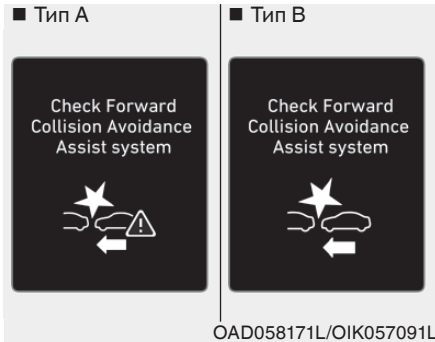 ■ Тип A
Check Forward
Collision Avoidance
Assist system
■ Тип B
Check Forward
Collision Avoidance
Assist system
OAD058171L/OIK057091L